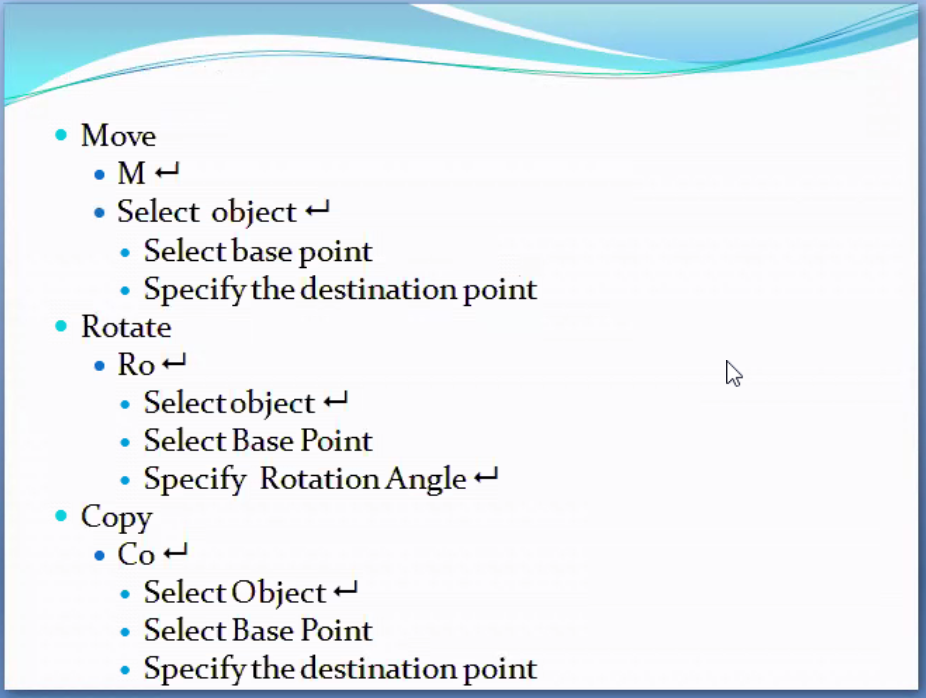 Move
M ↵
Select object ↵
Select base point
Specify the destination point
Rotate
Ro ↵
Select object ↵
Select Base Point
Specify Rotation Angle ↵
Copy
Co ↵
Select Object ↵
Select Base Point
Specify the destination point